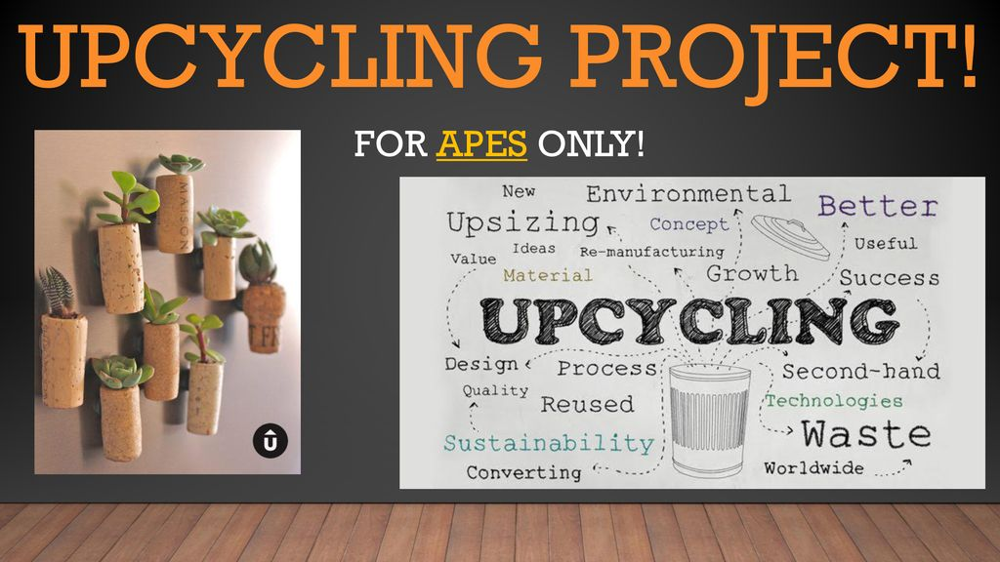 UPCYCLING PROJECT!
FOR APES ONLY!
MAISON
U
New
Environmental
Better
Upsizing
Concept
Ideas
Re-manufacturing
Useful
Value
Material
Growth
Success
UPCYCLING
Design
Process
Second-hand
Quality
Reused
Technologies
Sustainability
Waste
Converting
Worldwide